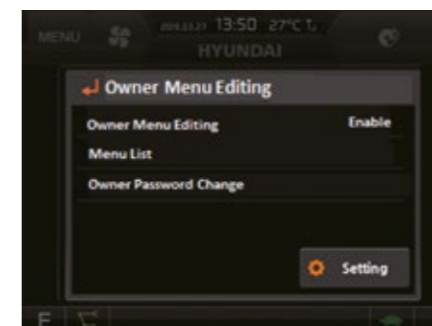 MENU 13:50 27°C
HYUNDAI
Owner Menu Editing
Owner Menu Editing Enable
Menu List
Owner Password Change
Setting
E